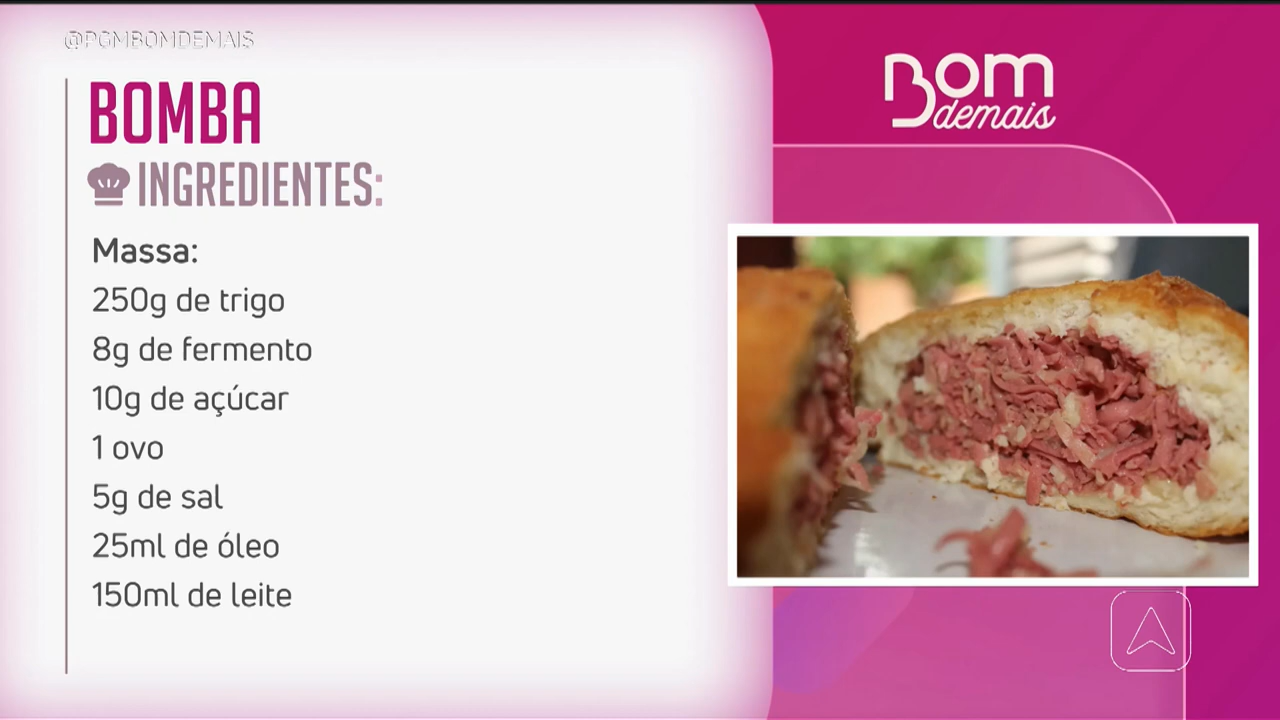 @PGMBOMDEMAIS
BOMBA
INGREDIENTES:
Massa:
250g de trigo
8g de fermento
10g de açúcar
1 ovo
5g de sal
25ml de óleo
150ml de leite
Bom
demais